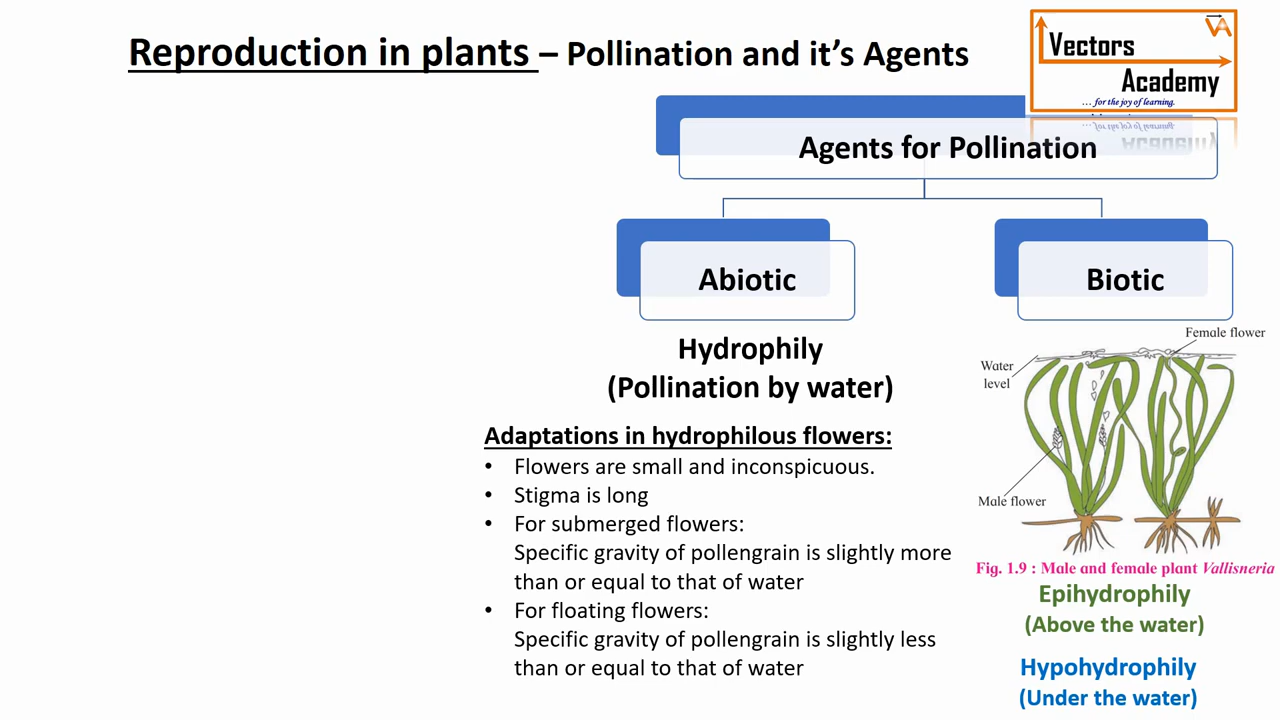 Reproduction in plants – Pollination and it's Agents
Vectors
Academy
... for the joy of learning.
Agents for Pollination
Abiotic
Biotic
Hydrophily
(Pollination by water)
Adaptations in hydrophilous flowers:
• Flowers are small and inconspicuous.
• Stigma is long
• For submerged flowers:
Specific gravity of pollengrain is slightly more
than or equal to that of water
• For floating flowers:
Specific gravity of pollengrain is slightly less
than or equal to that of water
Female flower
Water
level
Male flower
Fig. 1.9 : Male and female plant Vallisneria
Epihydrophily
(Above the water)
Hypohydrophily
(Under the water)